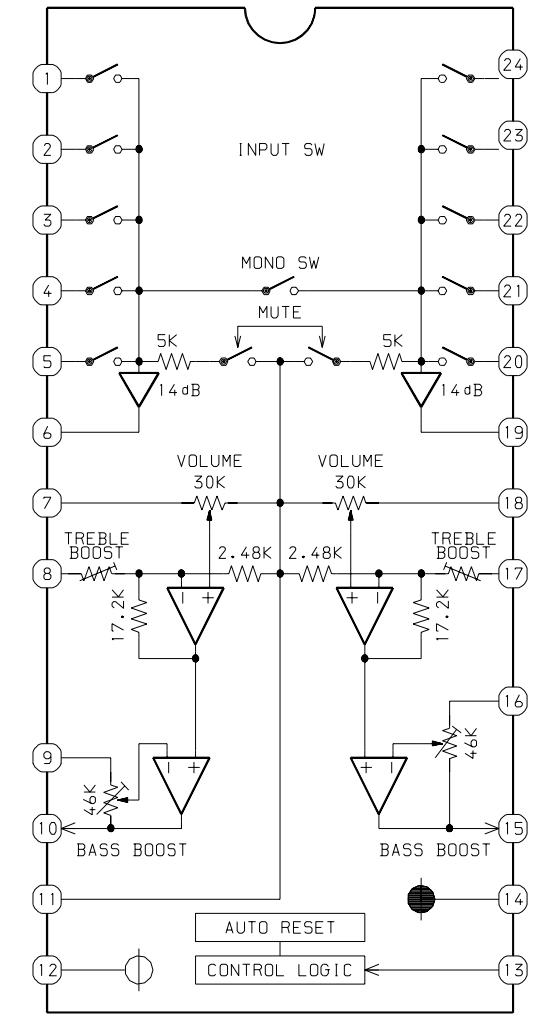 1
24
2
INPUT SW
23
3
22
MONO SW
4
21
MUTE
5K
5K
5
20
14dB
14dB
6
19
VOLUME
VOLUME
30K
30K
7
18
TREBLE
BOOST
TREBLE
BOOST
2.48K
2.48K
8
17
- +
+ -
17.2K
17.2K
16
9
46K
- +
+ -
46K
10
15
BASS BOOST
BASS BOOST
11
14
AUTO RESET
12
CONTROL LOGIC
13